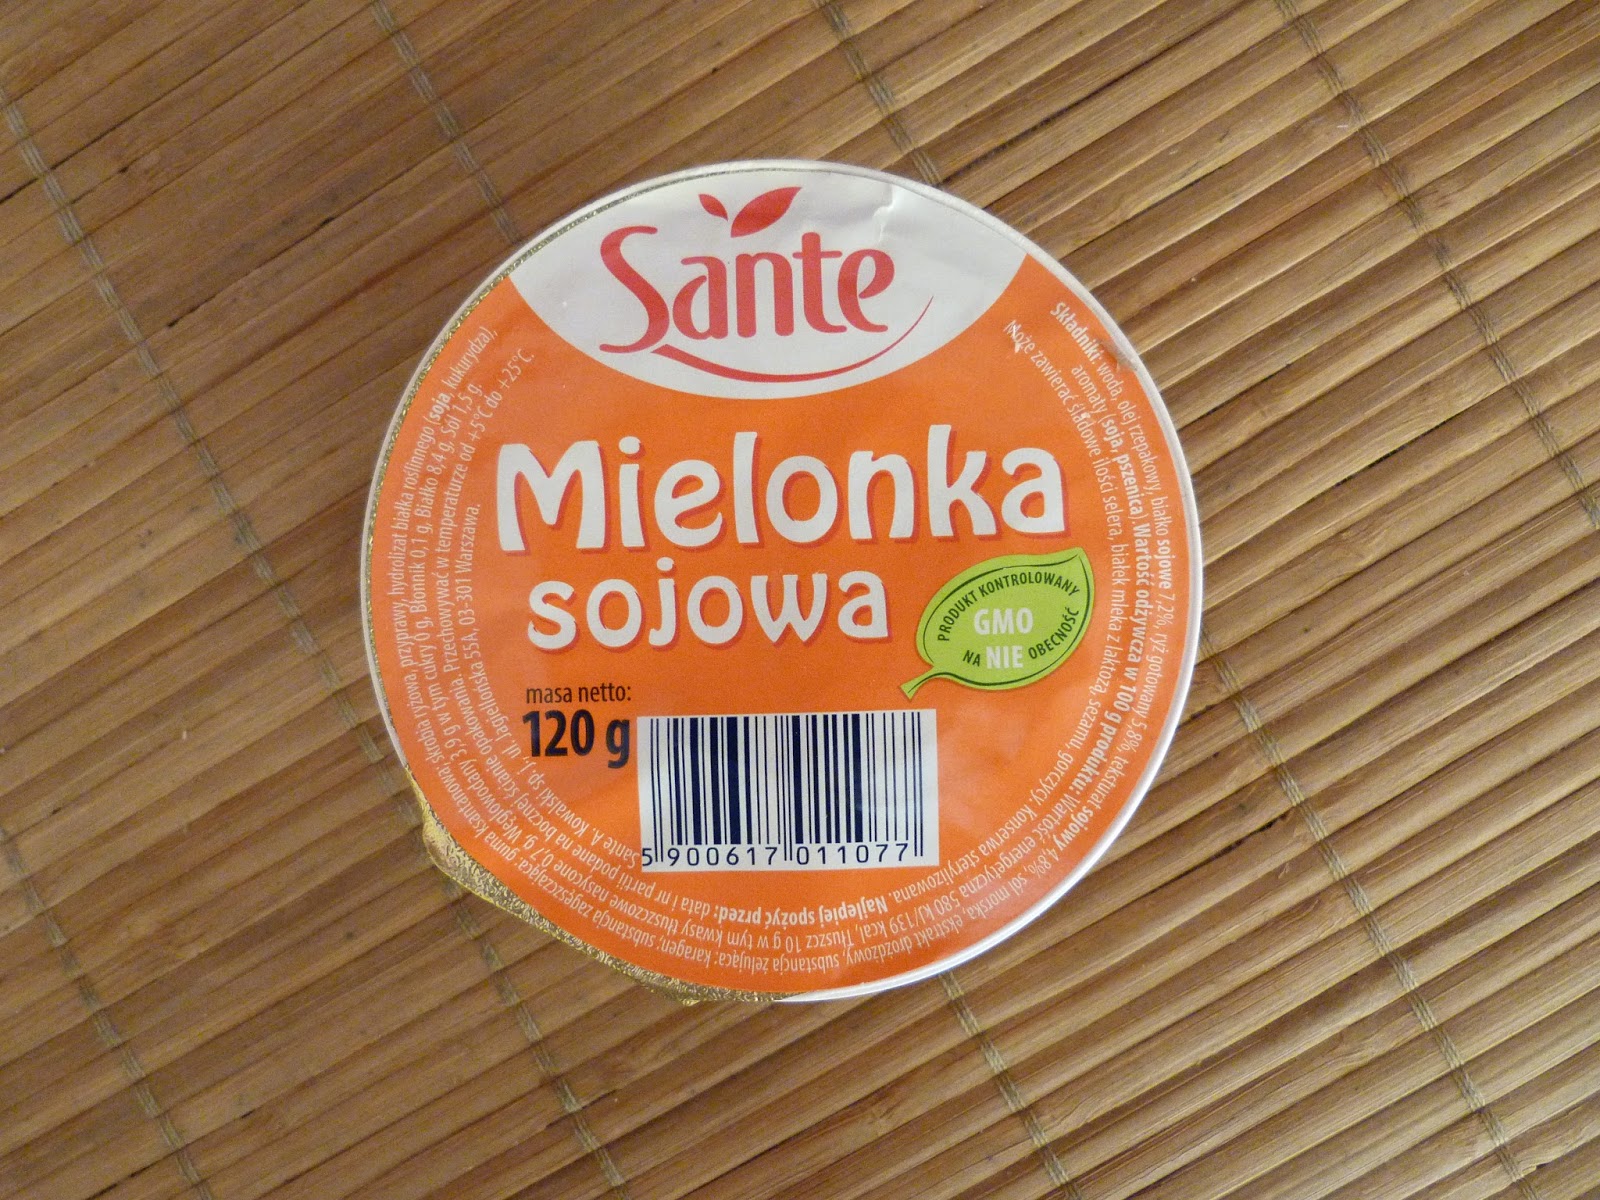 Sante
Mielonka
sojowa
PRODUKT KONTROLOWANY
GMO
NA NIE OBECNOŚĆ
masa netto:
120 g
5 900617 011077
Składniki: woda, olej rzepakowy, białko sojowe 7,2%, ryż gotowany 5,8%, teksturat sojowy 4,8%, sól morska, ekstrakt drożdżowy, substancja żelująca: karagen; substancja zagęszczająca: guma ksantanowa, skrobia ryżowa, przyprawy, hydrolizat białka roślinnego (soja, kukurydza),
aromaty (soja, pszenica). Wartość odżywcza w 100 g produktu: Wartość energetyczna 580 kJ/139 kcal, Tłuszcz 10 g w tym kwasy tłuszczowe nasycone 0,7 g, Węglowodany 3,9 g w tym cukry 0 g, Błonnik 0,1 g, Białko 8,4 g, Sól 1,5 g.
Może zawierać śladowe ilości selera, białek mleka z laktozą, sezamu, gorczycy. Konserwa sterylizowana. Najlepiej spożyć przed: data i nr partii podane na bocznej ścianie opakowania. Przechowywać w temperaturze od +5°C do +25°C.
Sante A. Kowalski sp. j., ul. Jagiellońska 55A, 03-301 Warszawa.